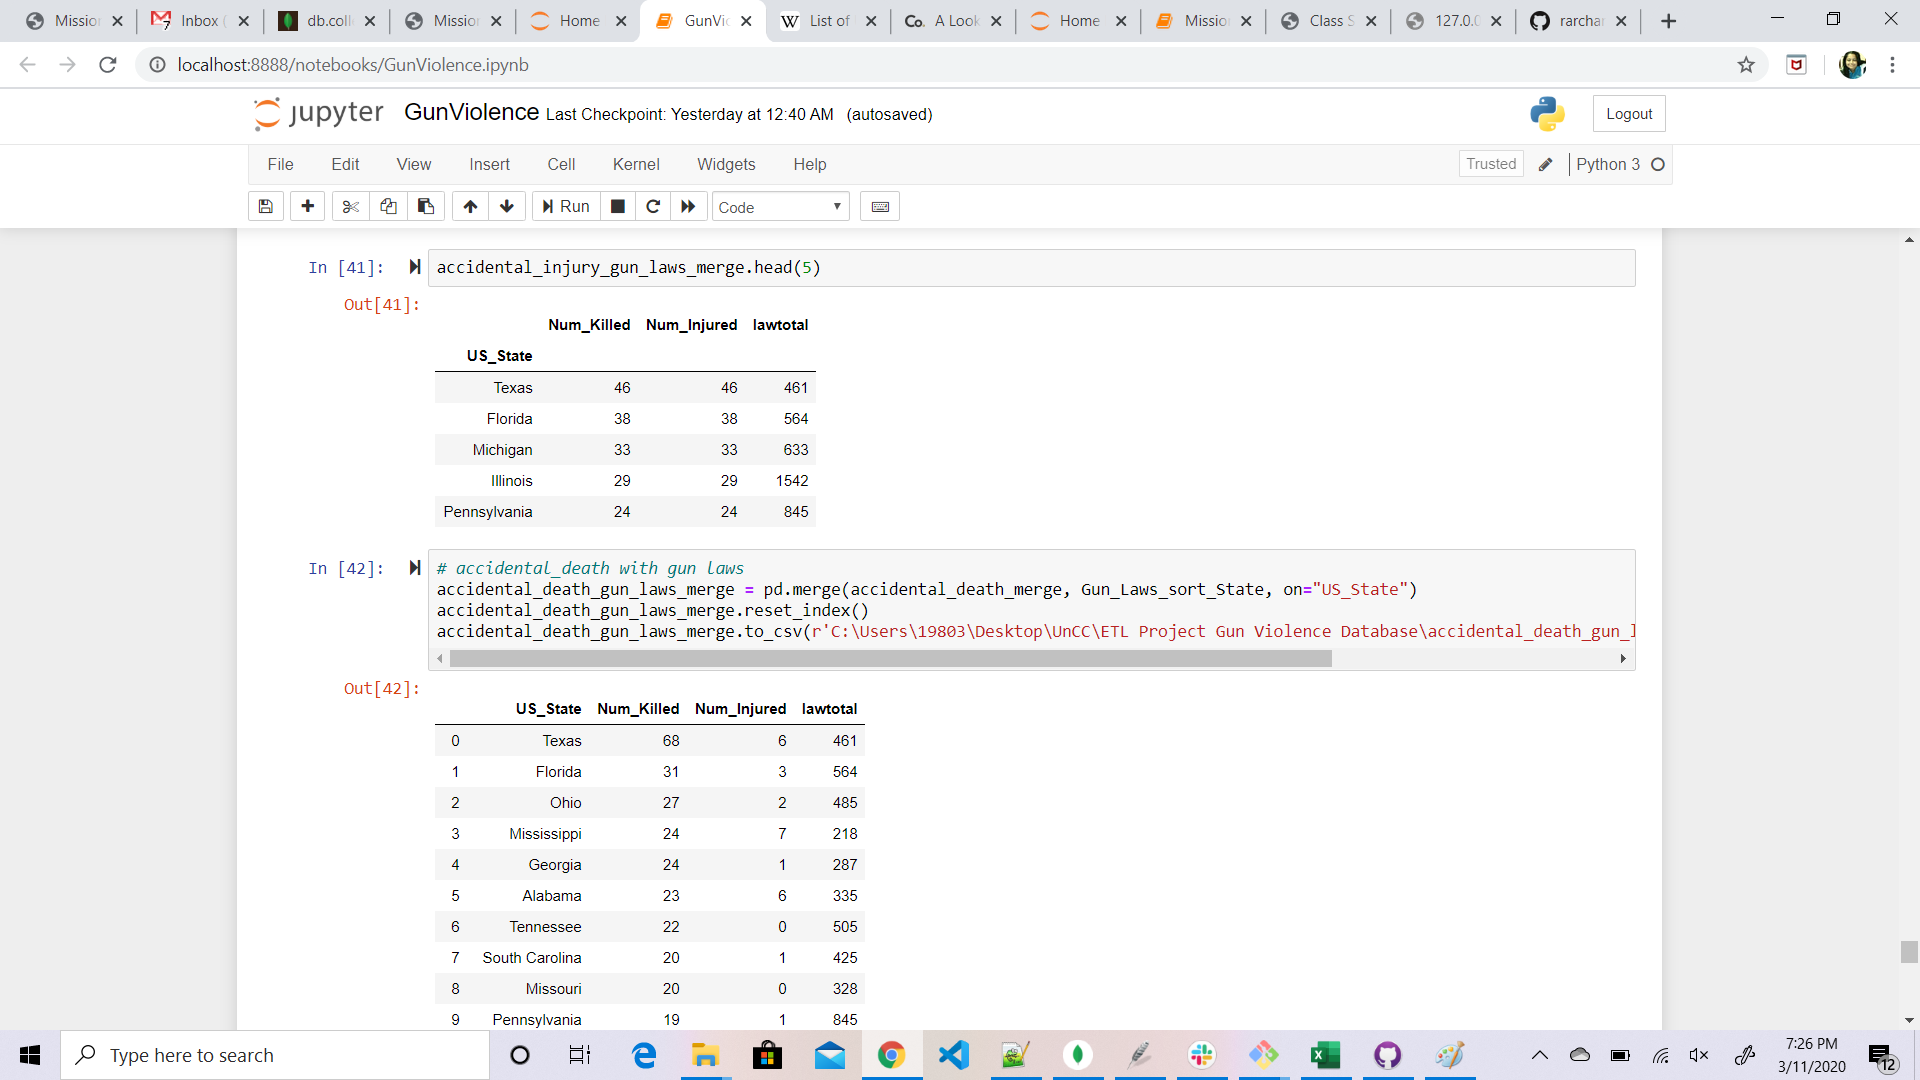 Mission
Inbox (
db.coll
Mission
Home
GunVio
List of
Co. A Look
Home
Mission
Class S
127.0.0
rarchan
localhost:8888/notebooks/GunViolence.ipynb
jupyter GunViolence Last Checkpoint: Yesterday at 12:40 AM (autosaved)
Logout
File Edit View Insert Cell Kernel Widgets Help
Trusted Python 3
Run Code
In [41]: accidental_injury_gun_laws_merge.head(5)
Out[41]:
Num_Killed Num_Injured lawtotal
US_State
Texas 46 46 461
Florida 38 38 564
Michigan 33 33 633
Illinois 29 29 1542
Pennsylvania 24 24 845
In [42]: # accidental_death with gun laws
accidental_death_gun_laws_merge = pd.merge(accidental_death_merge, Gun_Laws_sort_State, on="US_State")
accidental_death_gun_laws_merge.reset_index()
accidental_death_gun_laws_merge.to_csv(r'C:\Users\19803\Desktop\UnCC\ETL Project Gun Violence Database\accidental_death_gun_l
Out[42]:
US_State Num_Killed Num_Injured lawtotal
0 Texas 68 6 461
1 Florida 31 3 564
2 Ohio 27 2 485
3 Mississippi 24 7 218
4 Georgia 24 1 287
5 Alabama 23 6 335
6 Tennessee 22 0 505
7 South Carolina 20 1 425
8 Missouri 20 0 328
9 Pennsylvania 19 1 845
Type here to search
7:26 PM
3/11/2020
12